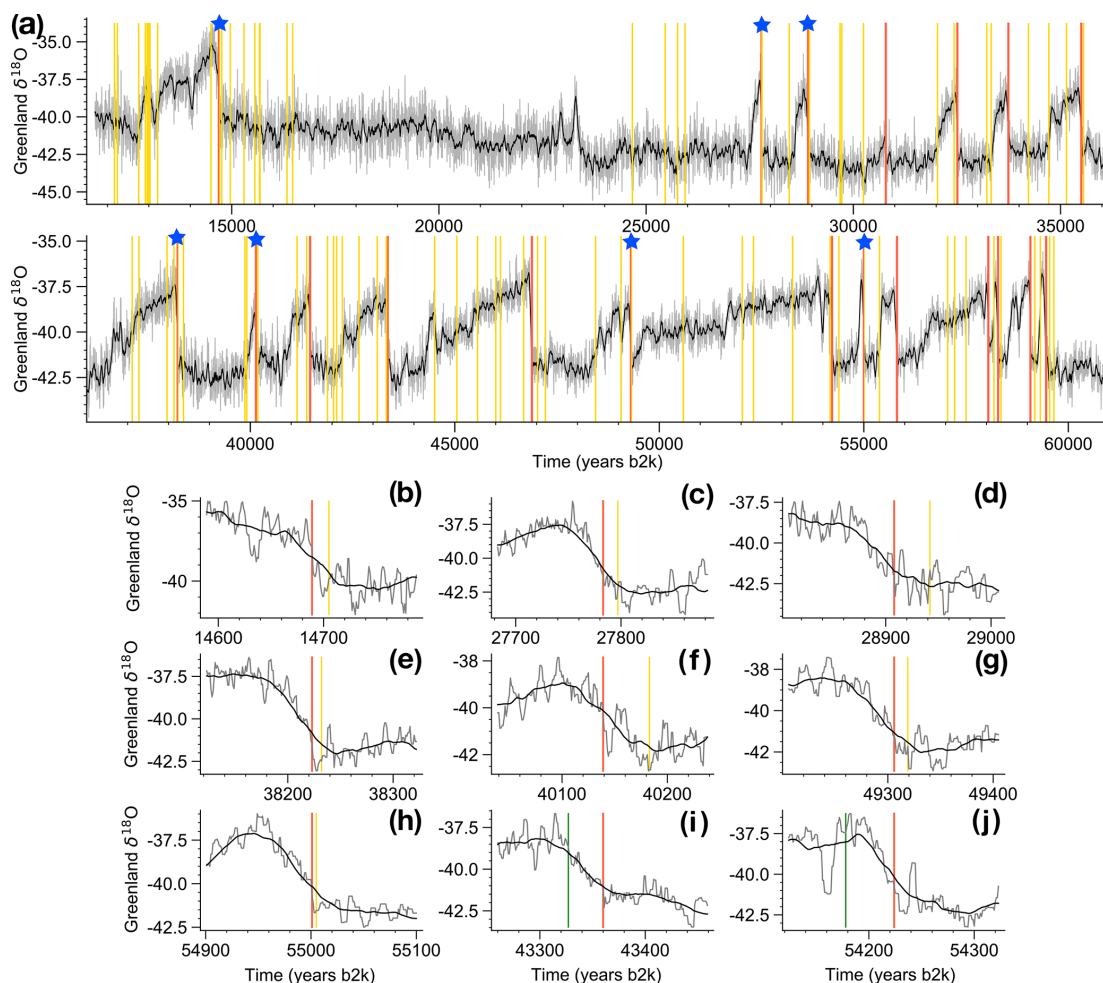 (a)
Greenland δ18O
-35.0
-37.5
-40.0
-42.5
-45.0
15000 20000 25000 30000 35000
Greenland δ18O
-35.0
-37.5
-40.0
-42.5
40000 45000 50000 55000 60000
Time (years b2k)
(b) (c) (d)
Greenland δ18O
-35
-40
14600 14700
-37.5
-40.0
-42.5
27700 27800
-37.5
-40.0
-42.5
28900 29000
(e) (f) (g)
Greenland δ18O
-37.5
-40.0
-42.5
38200 38300
-38
-40
-42
40100 40200
-38
-40
-42
49300 49400
(h) (i) (j)
Greenland δ18O
-37.5
-40.0
-42.5
54900 55000 55100
Time (years b2k)
-37.5
-40.0
-42.5
43300 43400
Time (years b2k)
-37.5
-40.0
-42.5
54200 54300
Time (years b2k)